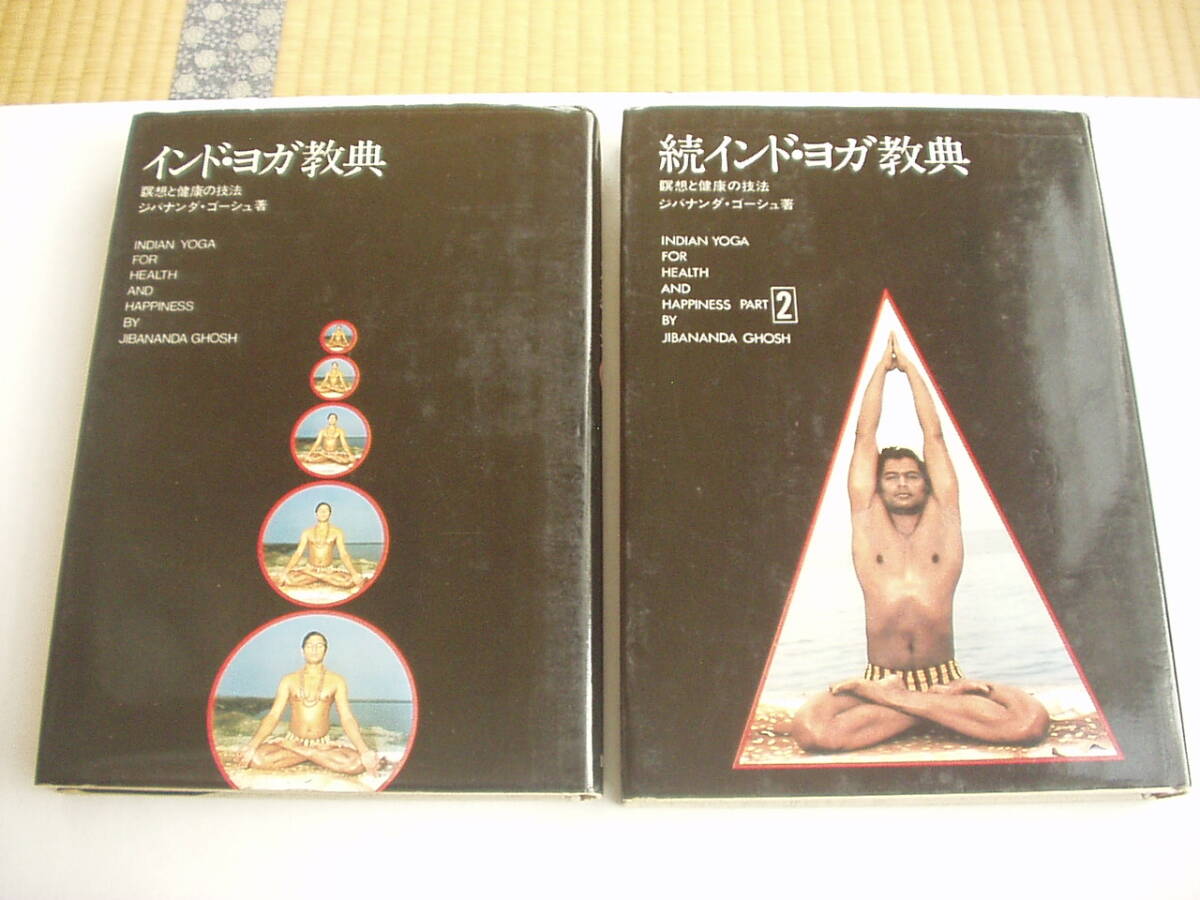 インド・ヨガ教典
瞑想と健康の技法
ジバナンダ・ゴーシュ著
INDIAN YOGA
FOR
HEALTH
AND
HAPPINESS
BY
JIBANANDA GHOSH
続インド・ヨガ教典
瞑想と健康の技法
ジバナンダ・ゴーシュ著
INDIAN YOGA
FOR
HEALTH
AND
HAPPINESS PART 2
BY
JIBANANDA GHOSH